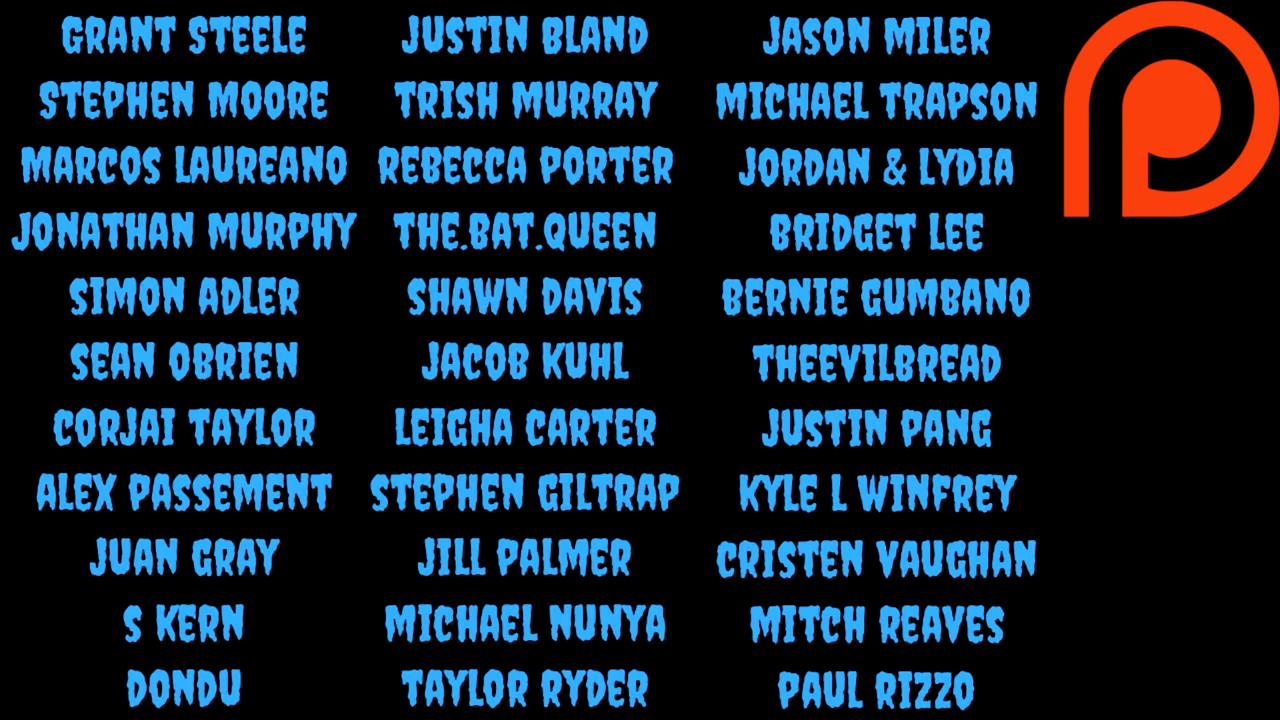 GRANT STEELE
STEPHEN MOORE
MARCOS LAUREANO
JONATHAN MURPHY
SIMON ADLER
SEAN OBRIEN
CORJAI TAYLOR
ALEX PASSEMENT
JUAN GRAY
S KERN
DONDU
JUSTIN BLAND
TRISH MURRAY
REBECCA PORTER
THE.BAT.QUEEN
SHAWN DAVIS
JACOB KUHL
LEIGHA CARTER
STEPHEN GILTRAP
JILL PALMER
MICHAEL NUNYA
TAYLOR RYDER
JASON MILER
MICHAEL TRAPSON
JORDAN & LYDIA
BRIDGET LEE
BERNIE GUMBANO
THEEVILBREAD
JUSTIN PANG
KYLE L WINFREY
CRISTEN VAUGHAN
MITCH REAVES
PAUL RIZZO